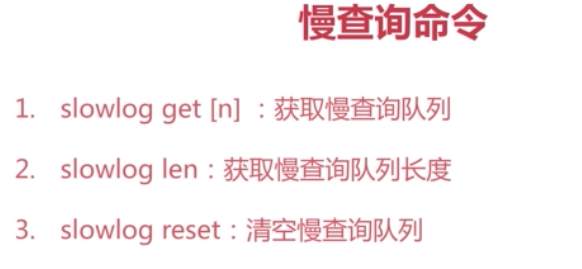 慢查询命令
1. slowlog get [n] ：获取慢查询队列
2. slowlog len：获取慢查询队列长度
3. slowlog reset：清空慢查询队列